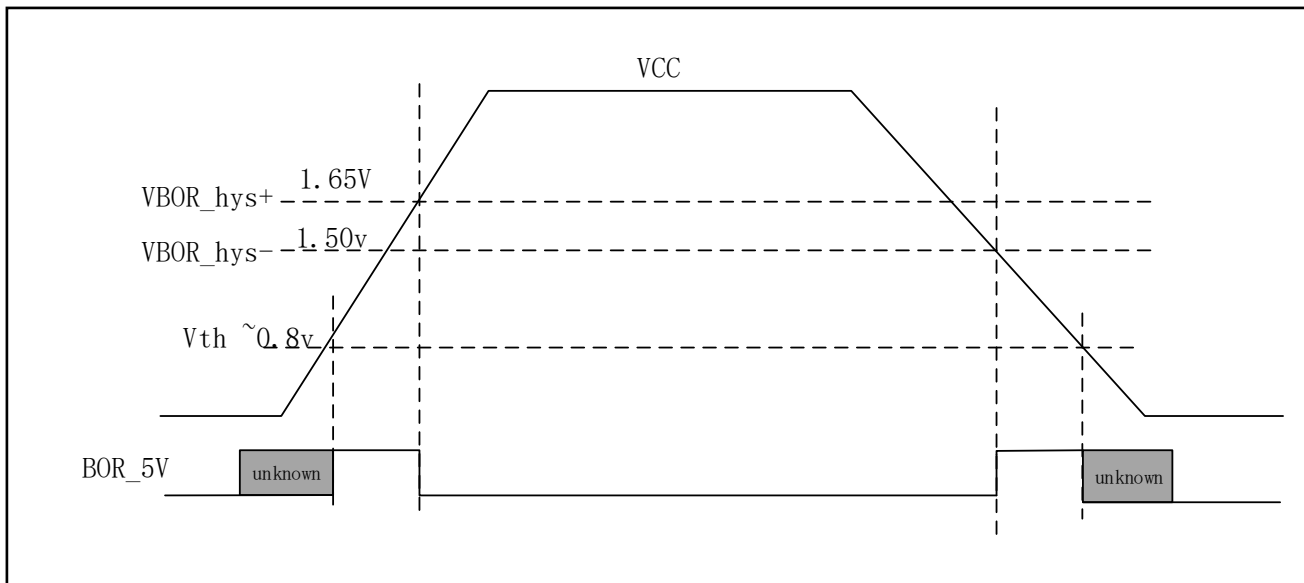 VCC
VBOR_hys+ 1.65V
VBOR_hys- 1.50v
Vth ~0.8v
BOR_5V unknown unknown